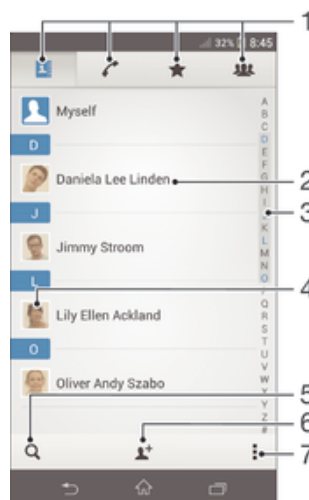 1
32% 8:45
Myself
D
Daniela Lee Linden
2
J
3
Jimmy Stroom
L
4
Lily Ellen Ackland
O
Oliver Andy Szabo
A
B
C
D
E
F
G
H
I
K
L
M
N
O
Q
R
S
T
U
V
W
Y
Z
#
5
6
7